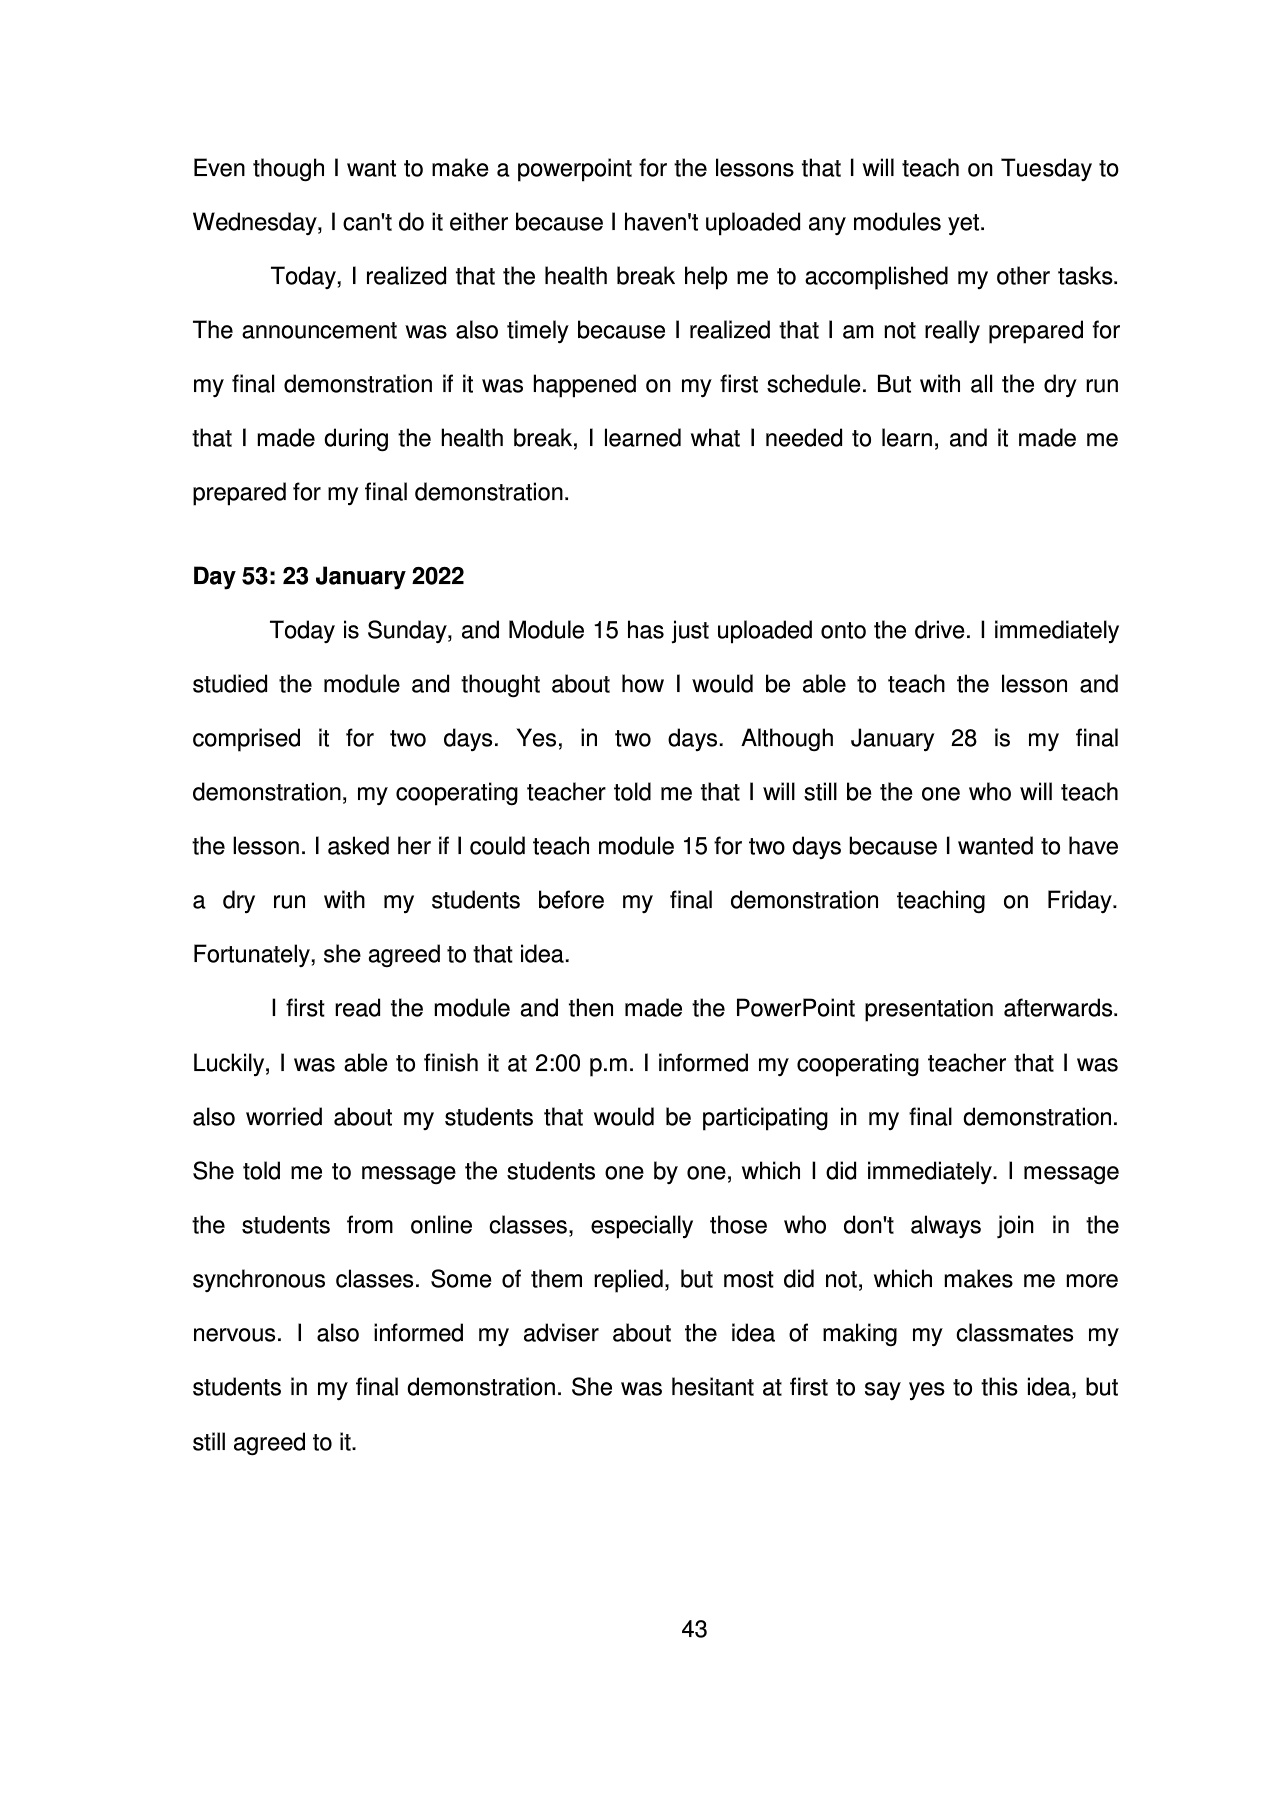 Even though I want to make a powerpoint for the lessons that I will teach on Tuesday to
Wednesday, I can't do it either because I haven't uploaded any modules yet.
Today, I realized that the health break help me to accomplished my other tasks.
The announcement was also timely because I realized that I am not really prepared for
my final demonstration if it was happened on my first schedule. But with all the dry run
that I made during the health break, I learned what I needed to learn, and it made me
prepared for my final demonstration.
Day 53: 23 January 2022
Today is Sunday, and Module 15 has just uploaded onto the drive. I immediately
studied the module and thought about how I would be able to teach the lesson and
comprised it for two days. Yes, in two days. Although January 28 is my final
demonstration, my cooperating teacher told me that I will still be the one who will teach
the lesson. I asked her if I could teach module 15 for two days because I wanted to have
a dry run with my students before my final demonstration teaching on Friday.
Fortunately, she agreed to that idea.
I first read the module and then made the PowerPoint presentation afterwards.
Luckily, I was able to finish it at 2:00 p.m. I informed my cooperating teacher that I was
also worried about my students that would be participating in my final demonstration.
She told me to message the students one by one, which I did immediately. I message
the students from online classes, especially those who don't always join in the
synchronous classes. Some of them replied, but most did not, which makes me more
nervous. I also informed my adviser about the idea of making my classmates my
students in my final demonstration. She was hesitant at first to say yes to this idea, but
still agreed to it.
43